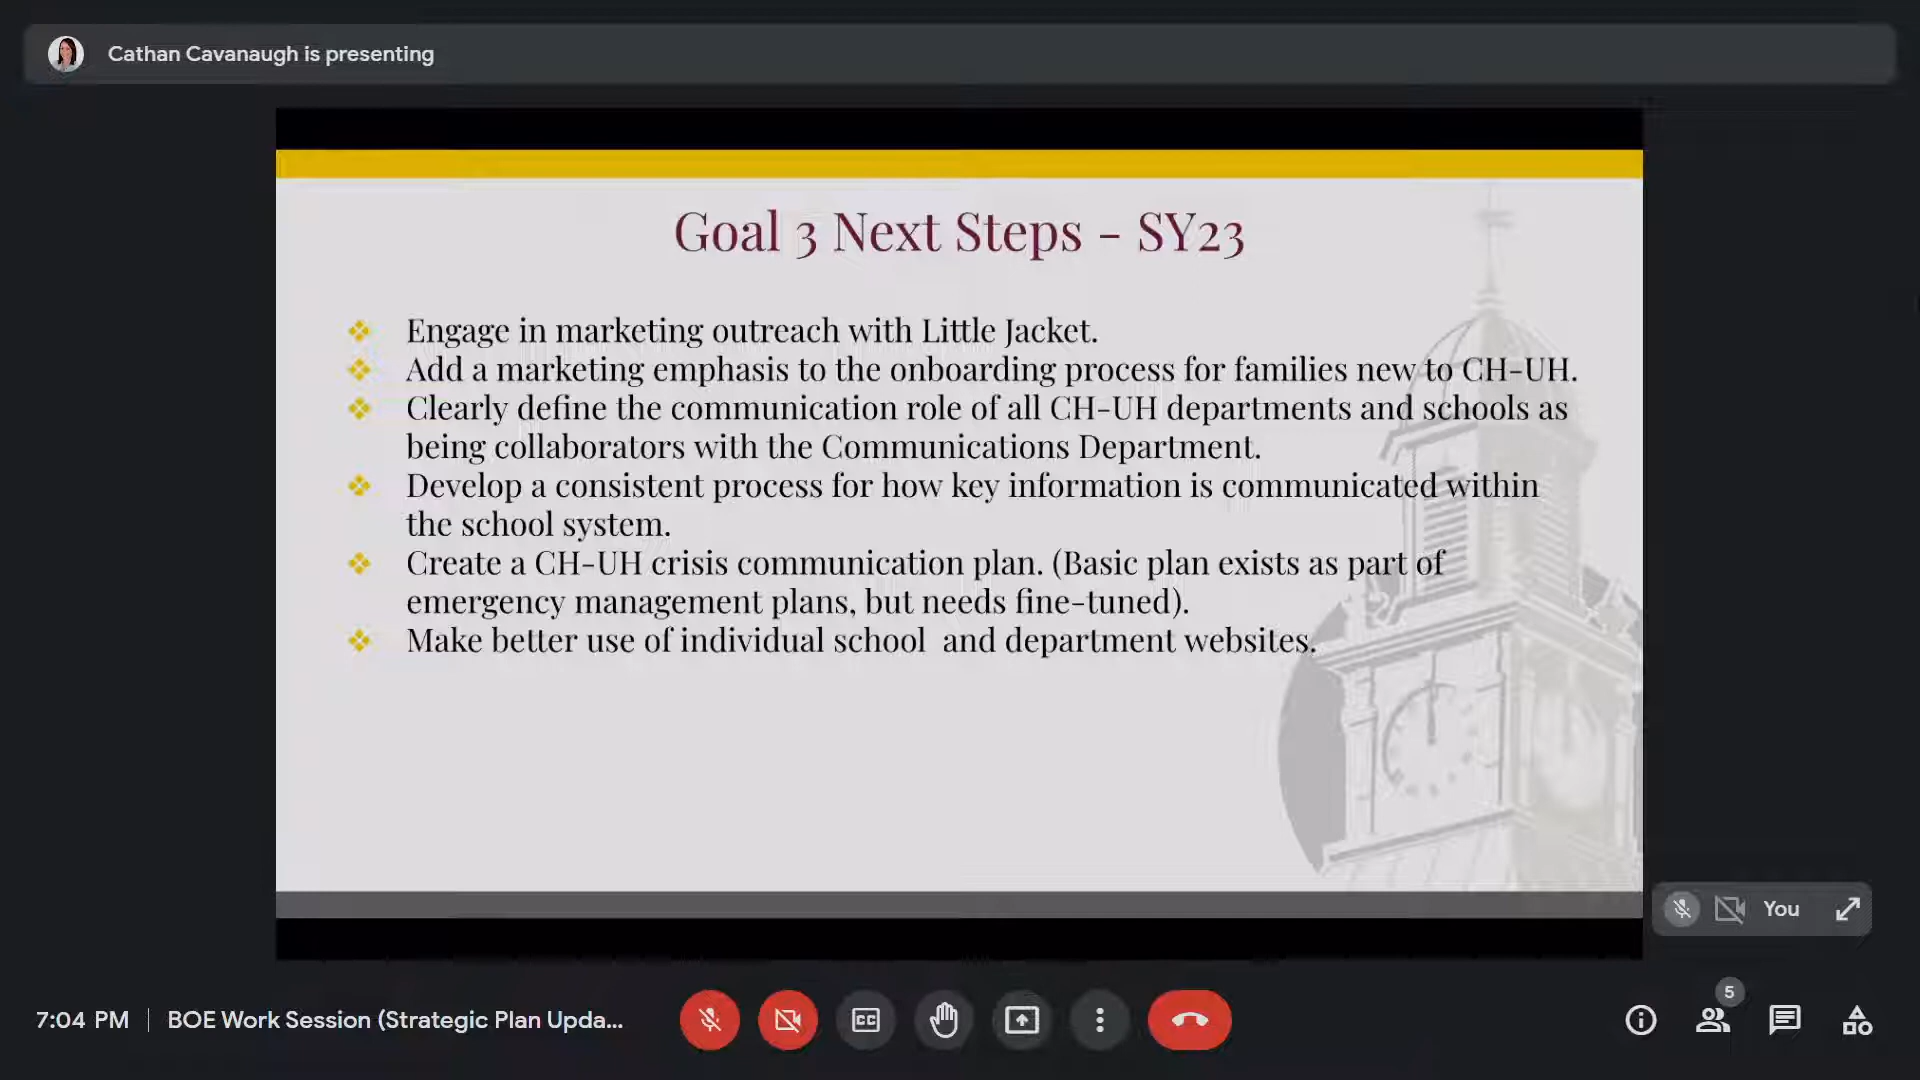 Cathan Cavanaugh is presenting
Goal 3 Next Steps - SY23
Engage in marketing outreach with Little Jacket.
Add a marketing emphasis to the onboarding process for families new to CH-UH.
Clearly define the communication role of all CH-UH departments and schools as
being collaborators with the Communications Department.
Develop a consistent process for how key information is communicated within
the school system.
Create a CH-UH crisis communication plan. (Basic plan exists as part of
emergency management plans, but needs fine-tuned).
Make better use of individual school  and department websites.
You
7:04 PM | BOE Work Session (Strategic Plan Upda...
CC
5